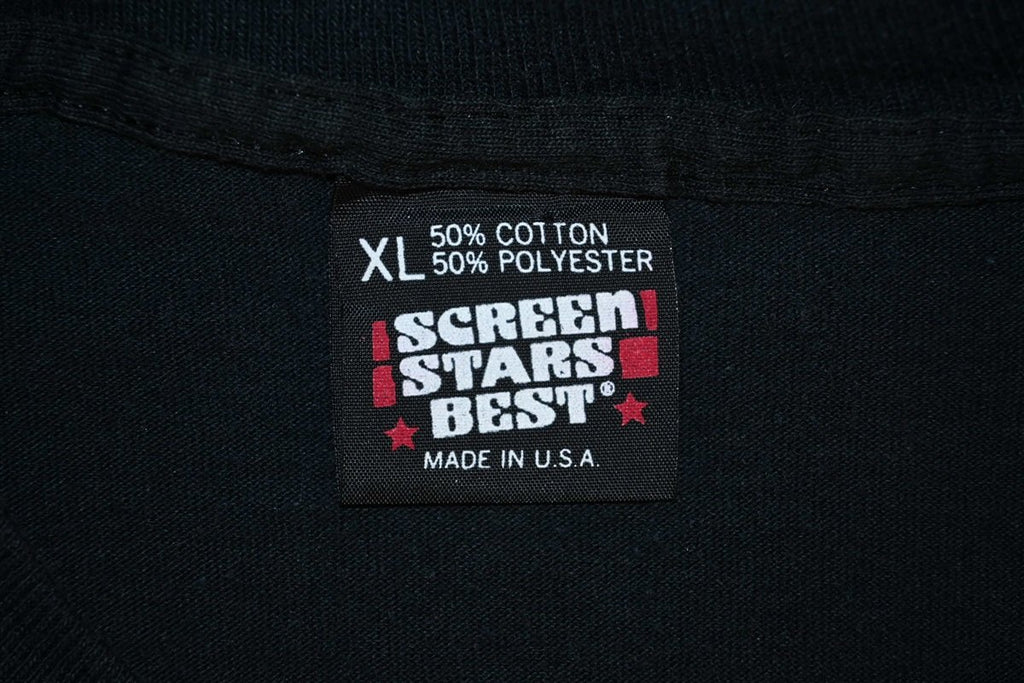 XL 50% COTTON
50% POLYESTER
SCREEN
STARS
BEST®
MADE IN U.S.A.